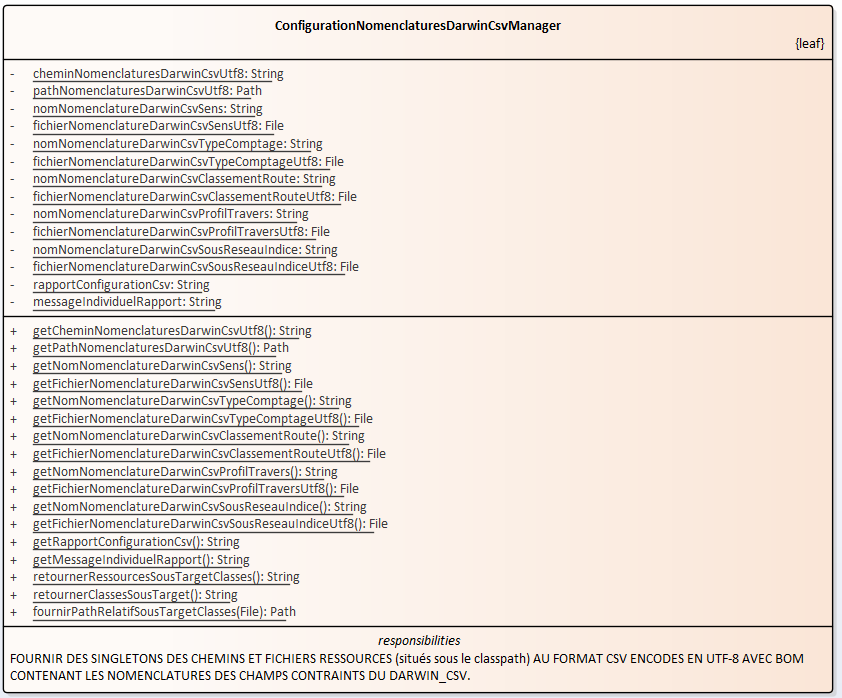 ConfigurationNomenclaturesDarwinCsvManager
{leaf}
- cheminNomenclaturesDarwinCsvUtf8: String
- pathNomenclaturesDarwinCsvUtf8: Path
- nomNomenclatureDarwinCsvSens: String
- fichierNomenclatureDarwinCsvSensUtf8: File
- nomNomenclatureDarwinCsvTypeComptage: String
- fichierNomenclatureDarwinCsvTypeComptageUtf8: File
- nomNomenclatureDarwinCsvClassementRoute: String
- fichierNomenclatureDarwinCsvClassementRouteUtf8: File
- nomNomenclatureDarwinCsvProfilTravers: String
- fichierNomenclatureDarwinCsvProfilTraversUtf8: File
- nomNomenclatureDarwinCsvSousReseauIndice: String
- fichierNomenclatureDarwinCsvSousReseauIndiceUtf8: File
- rapportConfigurationCsv: String
- messageIndividuelRapport: String
+ getCheminNomenclaturesDarwinCsvUtf8(): String
+ getPathNomenclaturesDarwinCsvUtf8(): Path
+ getNomNomenclatureDarwinCsvSens(): String
+ getFichierNomenclatureDarwinCsvSensUtf8(): File
+ getNomNomenclatureDarwinCsvTypeComptage(): String
+ getFichierNomenclatureDarwinCsvTypeComptageUtf8(): File
+ getNomNomenclatureDarwinCsvClassementRoute(): String
+ getFichierNomenclatureDarwinCsvClassementRouteUtf8(): File
+ getNomNomenclatureDarwinCsvProfilTravers(): String
+ getFichierNomenclatureDarwinCsvProfilTraversUtf8(): File
+ getNomNomenclatureDarwinCsvSousReseauIndice(): String
+ getFichierNomenclatureDarwinCsvSousReseauIndiceUtf8(): File
+ getRapportConfigurationCsv(): String
+ getMessageIndividuelRapport(): String
+ retournerRessourcesSousTargetClasses(): String
+ retournerClassesSousTarget(): String
+ fournirPathRelatifSousTargetClasses(File): Path
responsibilities
FOURNIR DES SINGLETONS DES CHEMINS ET FICHIERS RESSOURCES (situés sous le classpath) AU FORMAT CSV ENCODES EN UTF-8 AVEC BOM
CONTENANT LES NOMENCLATURES DES CHAMPS CONTRAINTS DU DARWIN_CSV.